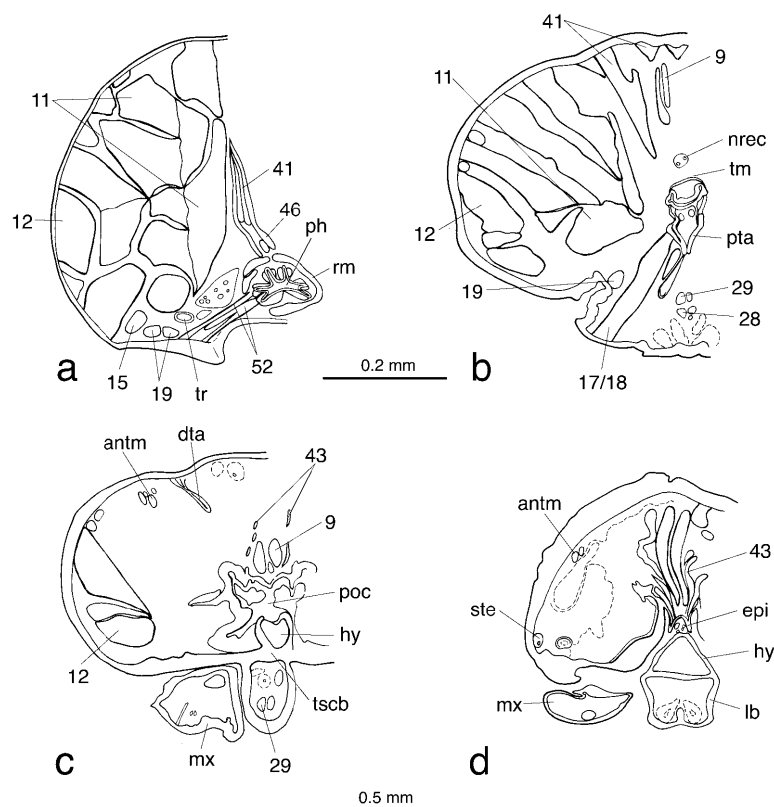 11
41
12
46
ph
rm
a
15
19
tr
52
0.2 mm
41
9
11
nrec
tm
12
pta
19
29
28
b
17/18
antm
dta
43
9
poc
hy
12
tscb
mx
29
c
antm
43
ste
epi
hy
mx
lb
d
0.5 mm